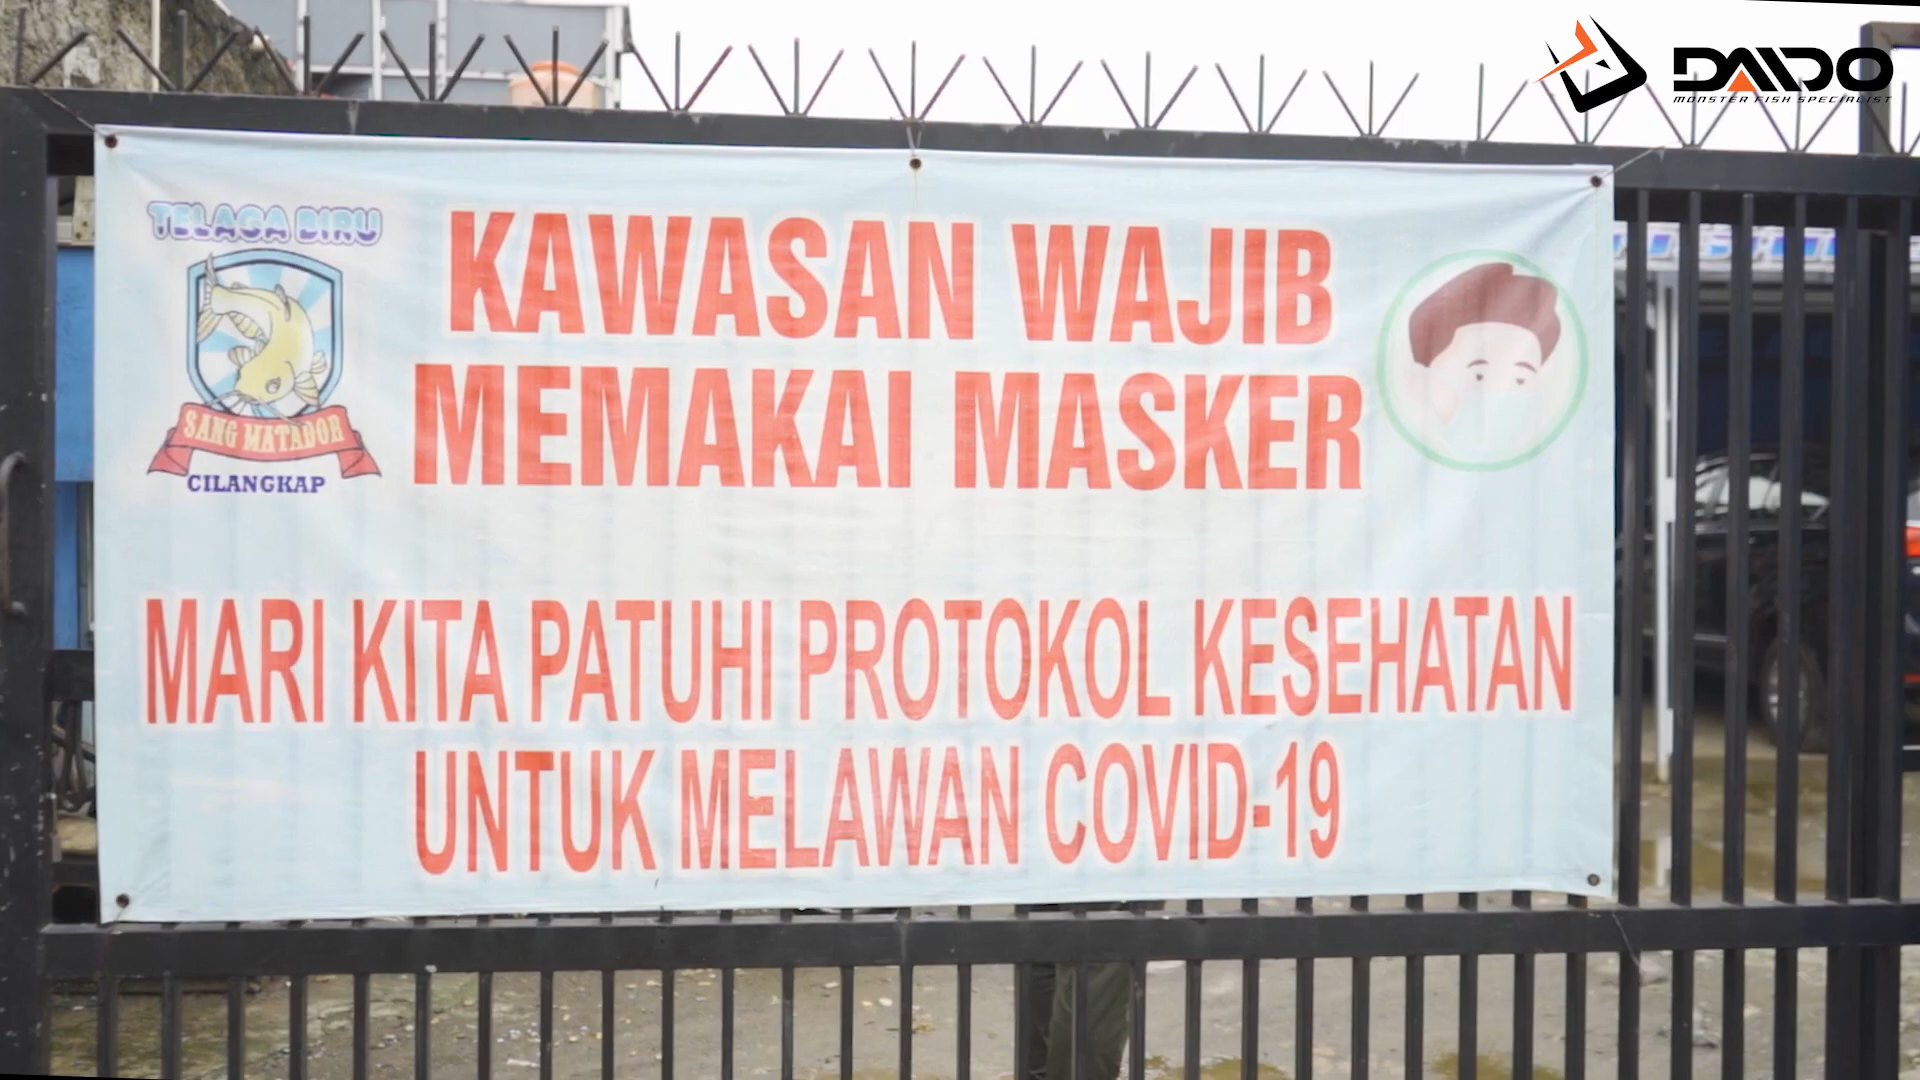 DAIDO
MONSTER FISH SPECIALIST
TELAGA BIRU
SANG MATADOR
CILANGKAP
KAWASAN WAJIB
MEMAKAI MASKER
MARI KITA PATUHI PROTOKOL KESEHATAN
UNTUK MELAWAN COVID-19